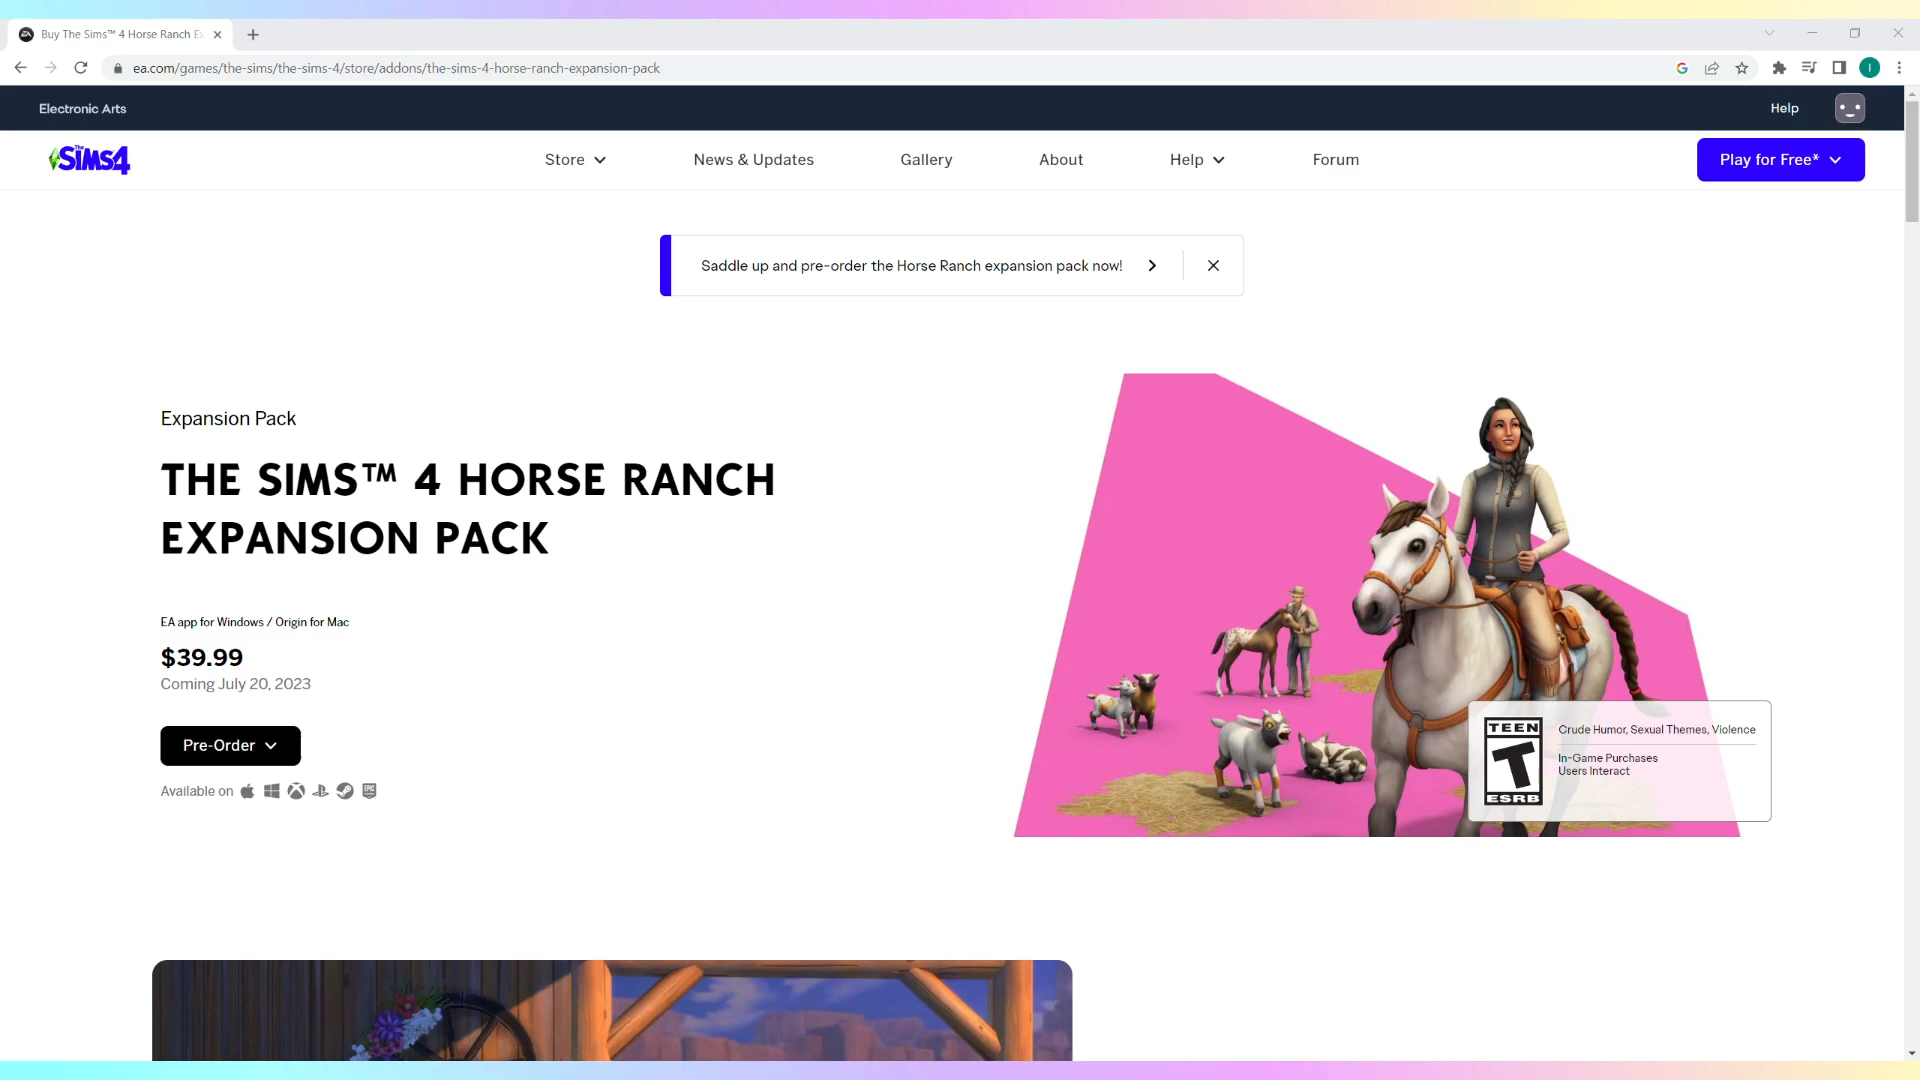 Buy The Sims™ 4 Horse Ranch Ex
ea.com/games/the-sims/the-sims-4/store/addons/the-sims-4-horse-ranch-expansion-pack
Electronic Arts
Help
The SIMS4
Store
News & Updates
Gallery
About
Help
Forum
Play for Free*
Saddle up and pre-order the Horse Ranch expansion pack now!
Expansion Pack
THE SIMS™ 4 HORSE RANCH
EXPANSION PACK
EA app for Windows / Origin for Mac
$39.99
Coming July 20, 2023
Pre-Order
Available on
EPIC
TEEN
T
ESRB
Crude Humor, Sexual Themes, Violence
In-Game Purchases
Users Interact